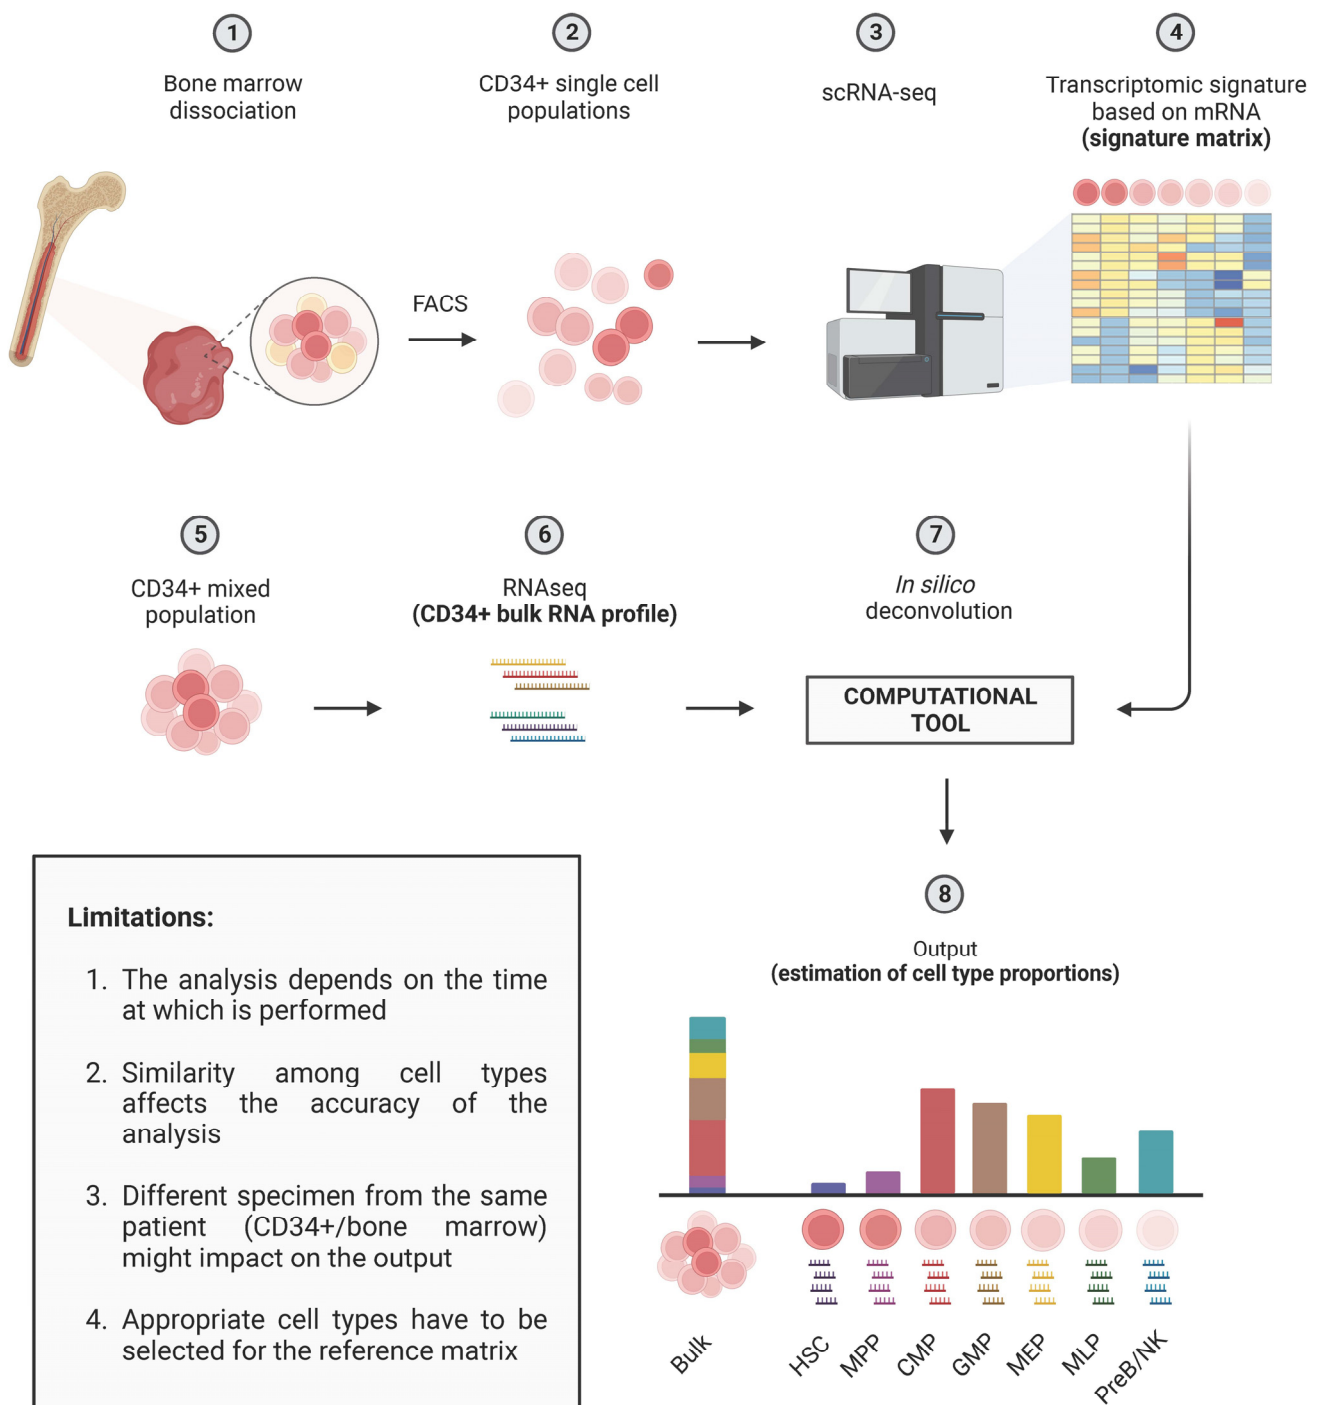 1
Bone marrow
dissociation
2
CD34+ single cell
populations
3
scRNA-seq
4
Transcriptomic signature
based on mRNA
(signature matrix)
FACS
5
CD34+ mixed
population
6
RNAseq
(CD34+ bulk RNA profile)
7
In silico
deconvolution
COMPUTATIONAL
TOOL
Limitations:
1. The analysis depends on the time
at which is performed
2. Similarity among cell types
affects the accuracy of the
analysis
3. Different specimen from the same
patient (CD34+/bone marrow)
might impact on the output
4. Appropriate cell types have to be
selected for the reference matrix
8
Output
(estimation of cell type proportions)
Bulk
HSC
MPP
CMP
GMP
MEP
MLP
PreB/NK